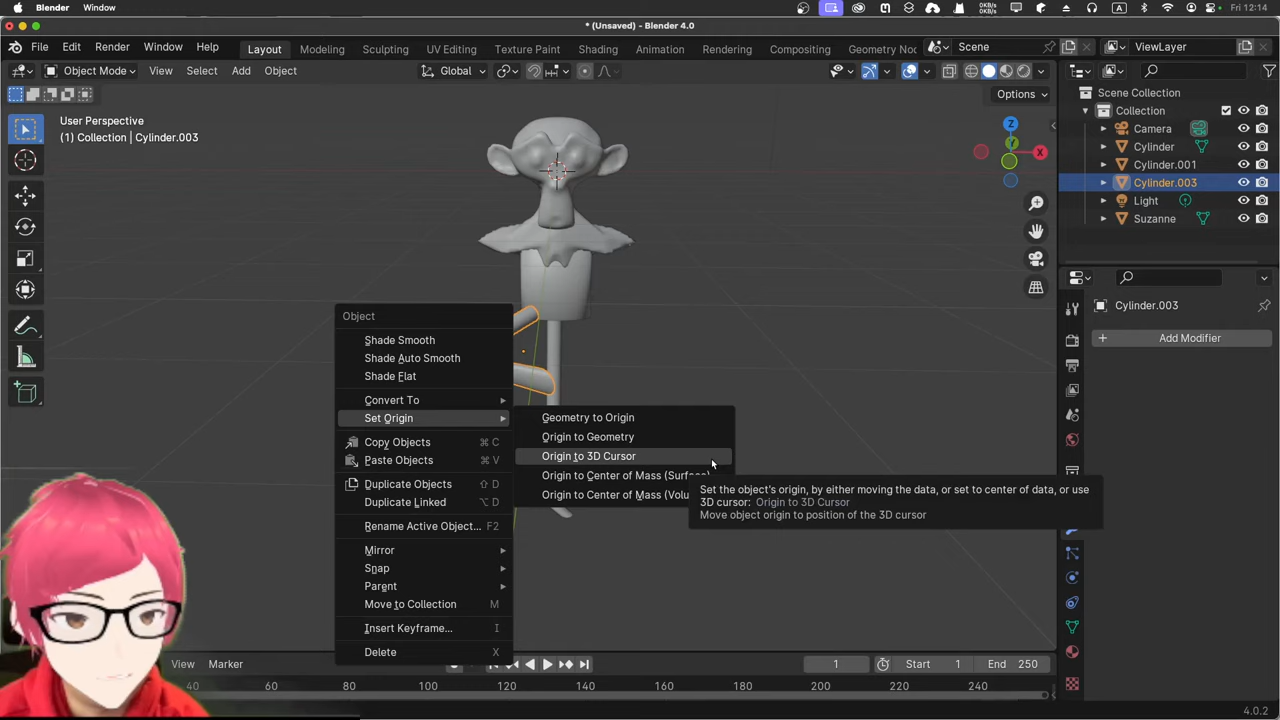 Blender Window
0KB/s
0KB/s
A
Fri 12:14
* (Unsaved) - Blender 4.0
File Edit Render Window Help
Layout Modeling Sculpting UV Editing Texture Paint Shading Animation Rendering Compositing Geometry Noc
Scene
ViewLayer
Object Mode View Select Add Object
Global
Options
User Perspective
(1) Collection | Cylinder.003
Z
X
Scene Collection
Collection
Camera
Cylinder
Cylinder.001
Cylinder.003
Light
Suzanne
Cylinder.003
Add Modifier
Object
Shade Smooth
Shade Auto Smooth
Shade Flat
Convert To
Set Origin
Copy Objects ⌘ C
Paste Objects ⌘ V
Duplicate Objects ⇧ D
Duplicate Linked ⌥ D
Rename Active Object... F2
Mirror
Snap
Parent
Move to Collection M
Insert Keyframe... I
Delete X
Geometry to Origin
Origin to Geometry
Origin to 3D Cursor
Origin to Center of Mass (Surface)
Origin to Center of Mass (Volu
Set the object's origin, by either moving the data, or set to center of data, or use
3D cursor: Origin to 3D Cursor
Move object origin to position of the 3D cursor
View Marker
1 Start 1 End 250
40 60 80 100 120 140 160 180 200 220 240
4.0.2